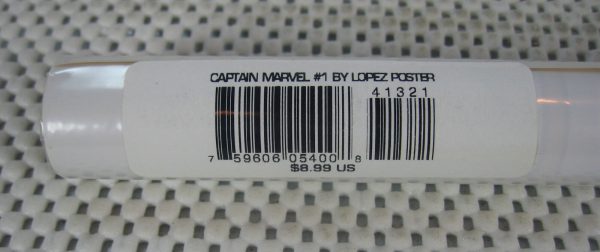 CAPTAIN MARVEL #1 BY LOPEZ POSTER
41321
7 59606 05400 8
$8.99 US